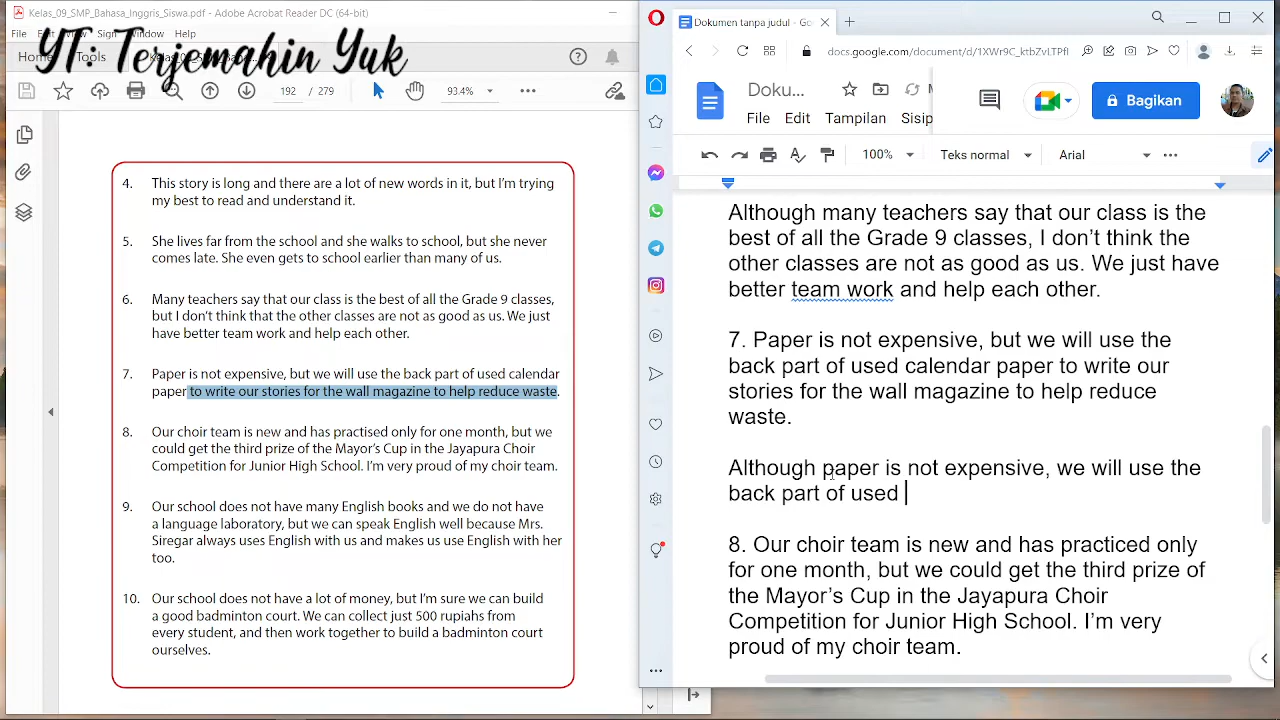 Kelas_09_SMP_Bahasa_Inggris_Siswa.pdf - Adobe Acrobat Reader DC (64-bit)
File Edit View Sign Window Help
YT: Terjemahin Yuk
Home Tools
192 / 279
93.4%
4. This story is long and there are a lot of new words in it, but I'm trying
my best to read and understand it.
5. She lives far from the school and she walks to school, but she never
comes late. She even gets to school earlier than many of us.
6. Many teachers say that our class is the best of all the Grade 9 classes,
but I don't think that the other classes are not as good as us. We just
have better team work and help each other.
7. Paper is not expensive, but we will use the back part of used calendar
paper to write our stories for the wall magazine to help reduce waste.
8. Our choir team is new and has practised only for one month, but we
could get the third prize of the Mayor's Cup in the Jayapura Choir
Competition for Junior High School. I'm very proud of my choir team.
9. Our school does not have many English books and we do not have
a language laboratory, but we can speak English well because Mrs.
Siregar always uses English with us and makes us use English with her
too.
10. Our school does not have a lot of money, but I'm sure we can build
a good badminton court. We can collect just 500 rupiahs from
every student, and then work together to build a badminton court
ourselves.
Dokumen tanpa judul - Go
docs.google.com/document/d/1XWr9C_ktbZvLTPfl
Doku...
File Edit Tampilan Sisip
Bagikan
100% Teks normal Arial
Although many teachers say that our class is the
best of all the Grade 9 classes, I don't think the
other classes are not as good as us. We just have
better team work and help each other.
7. Paper is not expensive, but we will use the
back part of used calendar paper to write our
stories for the wall magazine to help reduce
waste.
Although paper is not expensive, we will use the
back part of used
8. Our choir team is new and has practiced only
for one month, but we could get the third prize of
the Mayor's Cup in the Jayapura Choir
Competition for Junior High School. I'm very
proud of my choir team.